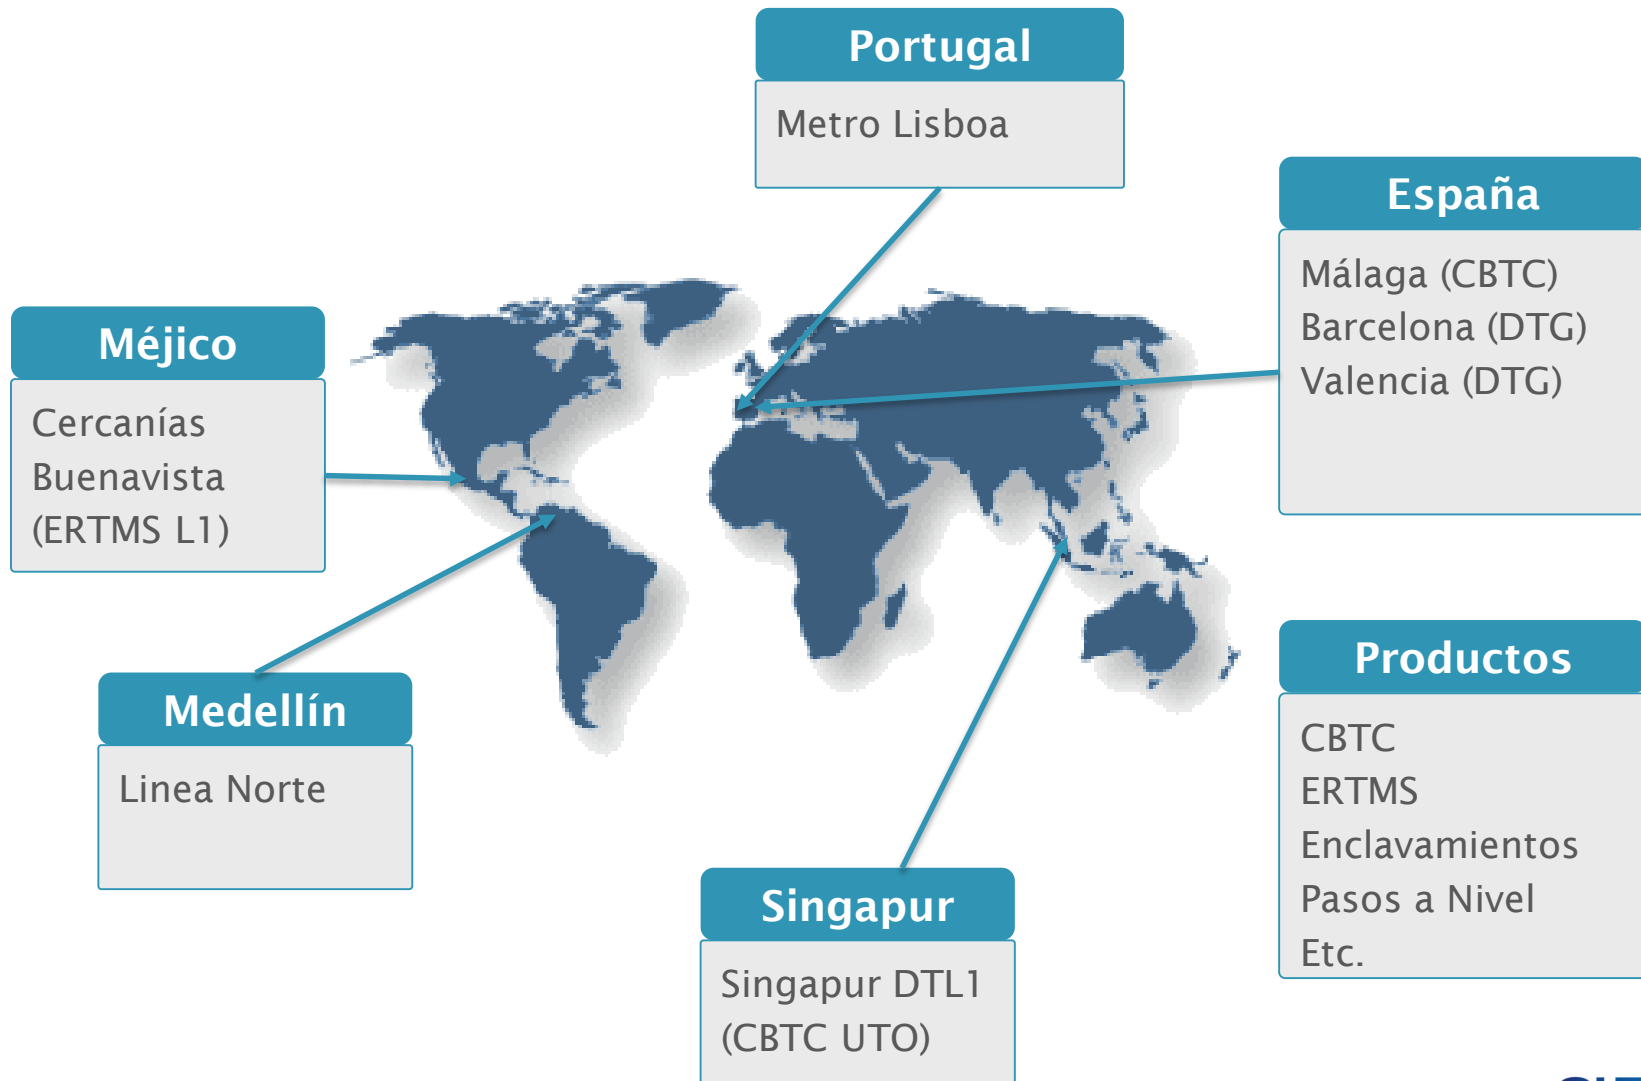 Portugal
Metro Lisboa
España
Málaga (CBTC)
Barcelona (DTG)
Valencia (DTG)
Méjico
Cercanías
Buenavista
(ERTMS L1)
Medellín
Linea Norte
Singapur
Singapur DTL1
(CBTC UTO)
Productos
CBTC
ERTMS
Enclavamientos
Pasos a Nivel
Etc.